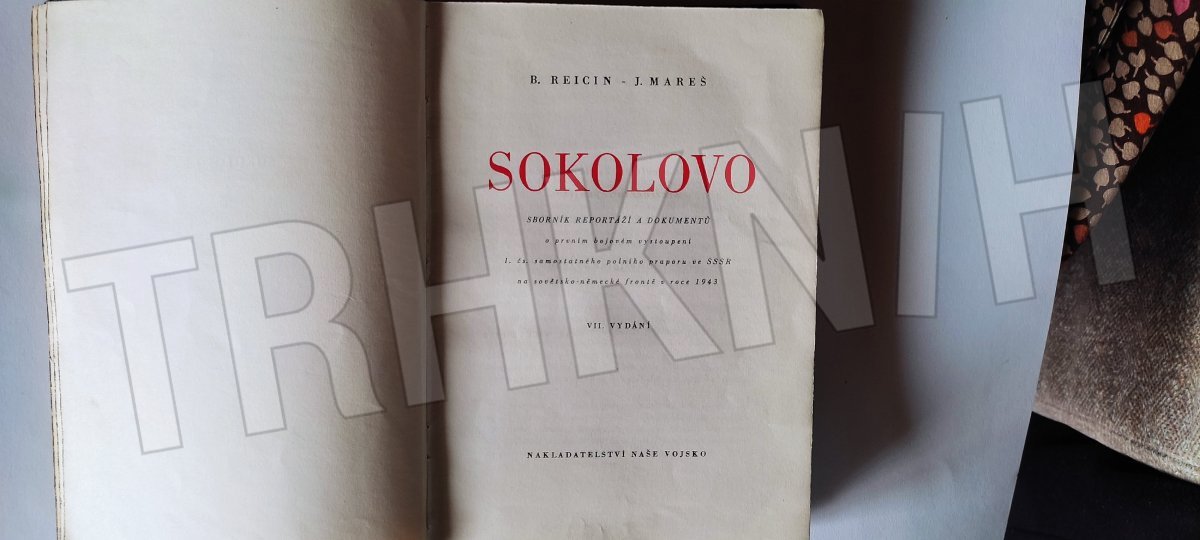 B. REICIN - J. MAREŠ
SOKOLOVO
SBORNÍK REPORTÁŽÍ A DOKUMENTŮ
o prvním bojovém vystoupení
1. čs. samostatného polního praporu ve SSSR
na sovětsko-německé frontě v roce 1943
VII. VYDÁNÍ
NAKLADATELSTVÍ NAŠE VOJSKO
TRHKNIH